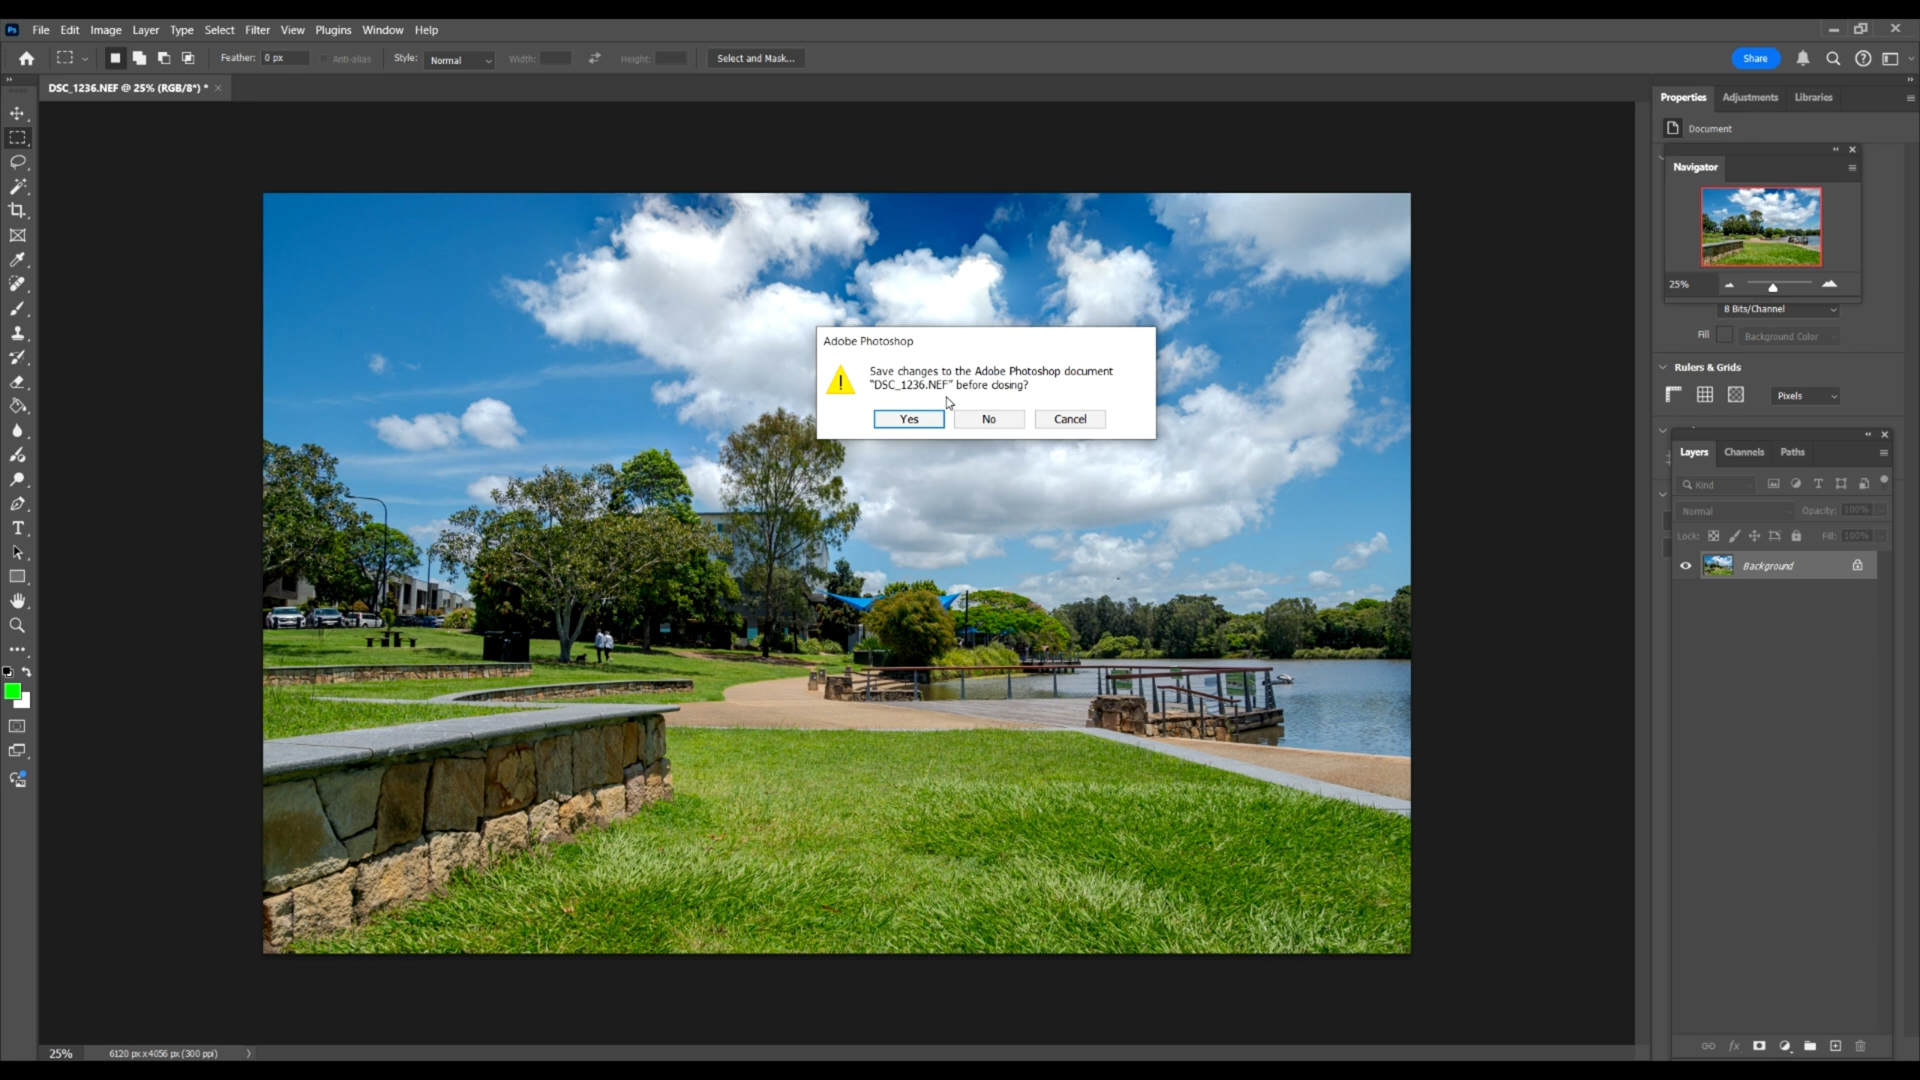 Ps File Edit Image Layer Type Select Filter View Plugins Window Help
Feather: 0 px Anti-alias Style: Normal Width: Height: Select and Mask... Share
DSC_1236.NEF @ 25% (RGB/8*) *
Properties Adjustments Libraries
Document
Navigator
25%
8 Bits/Channel
Fill Background Color
Rulers & Grids
Pixels
Adobe Photoshop
Save changes to the Adobe Photoshop document
"DSC_1236.NEF" before closing?
Yes No Cancel
Layers Channels Paths
Kind
Normal Opacity: 100%
Lock: Fill: 100%
Background
25% 6120 px x 4056 px (300 ppi)